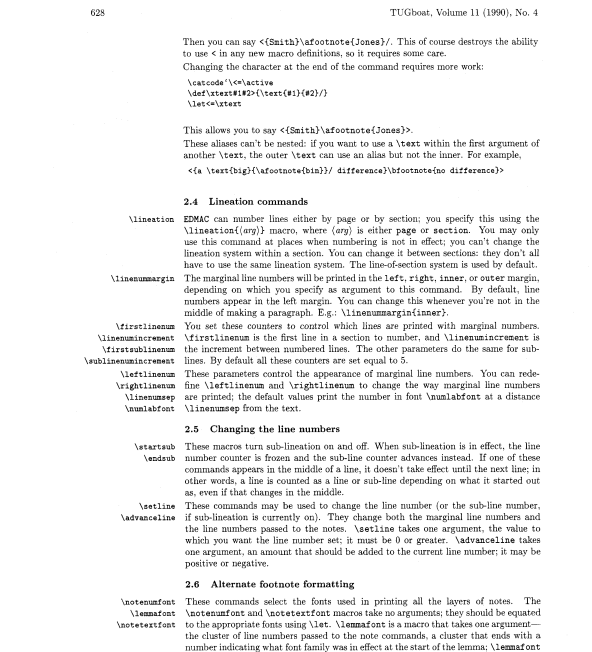 628 TUGboat, Volume 11 (1990), No. 4
Then you can say <{Smith}\afootnote{Jones}/. This of course destroys the ability
to use < in any new macro definitions, so it requires some care.
Changing the character at the end of the command requires more work:
\catcode`\<=\active
\def\xtext#1#2>{\text{#1}{#2}/}
\let<=\xtext
This allows you to say <{Smith}\afootnote{Jones}>.
These aliases can't be nested: if you want to use a \text within the first argument of
another \text, the outer \text can use an alias but not the inner. For example,
<{a \text{big}{\afootnote{bim}}/ difference}\bfootnote{no difference}>
2.4 Lineation commands
\lineation EDMAC can number lines either by page or by section; you specify this using the
\lineation{⟨arg⟩} macro, where ⟨arg⟩ is either page or section. You may only
use this command at places when numbering is not in effect; you can't change the
lineation system within a section. You can change it between sections: they don't all
have to use the same lineation system. The line-of-section system is used by default.
\linenummargin The marginal line numbers will be printed in the left, right, inner, or outer margin,
depending on which you specify as argument to this command. By default, line
numbers appear in the left margin. You can change this whenever you're not in the
middle of making a paragraph. E.g.: \linenummargin{inner}.
\firstlinenum You set these counters to control which lines are printed with marginal numbers.
\linenumincrement \firstlinenum is the first line in a section to number, and \linenumincrement is
\firstsublinenum the increment between numbered lines. The other parameters do the same for sub-
\sublinenumincrement lines. By default all these counters are set equal to 5.
\leftlinenum These parameters control the appearance of marginal line numbers. You can rede-
\rightlinenum fine \leftlinenum and \rightlinenum to change the way marginal line numbers
\linenumsep are printed; the default values print the number in font \numlabfont at a distance
\numlabfont \linenumsep from the text.
2.5 Changing the line numbers
\startsub These macros turn sub-lineation on and off. When sub-lineation is in effect, the line
\endsub number counter is frozen and the sub-line counter advances instead. If one of these
commands appears in the middle of a line, it doesn't take effect until the next line; in
other words, a line is counted as a line or sub-line depending on what it started out
as, even if that changes in the middle.
\setline These commands may be used to change the line number (or the sub-line number,
\advanceline if sub-lineation is currently on). They change both the marginal line numbers and
the line numbers passed to the notes. \setline takes one argument, the value to
which you want the line number set; it must be 0 or greater. \advanceline takes
one argument, an amount that should be added to the current line number; it may be
positive or negative.
2.6 Alternate footnote formatting
\notenumfont These commands select the fonts used in printing all the layers of notes. The
\lemmafont \notenumfont and \notetextfont macros take no arguments; they should be equated
\notetextfont to the appropriate fonts using \let. \lemmafont is a macro that takes one argument—
the cluster of line numbers passed to the note commands, a cluster that ends with a
number indicating what font family was in effect at the start of the lemma; \lemmafont